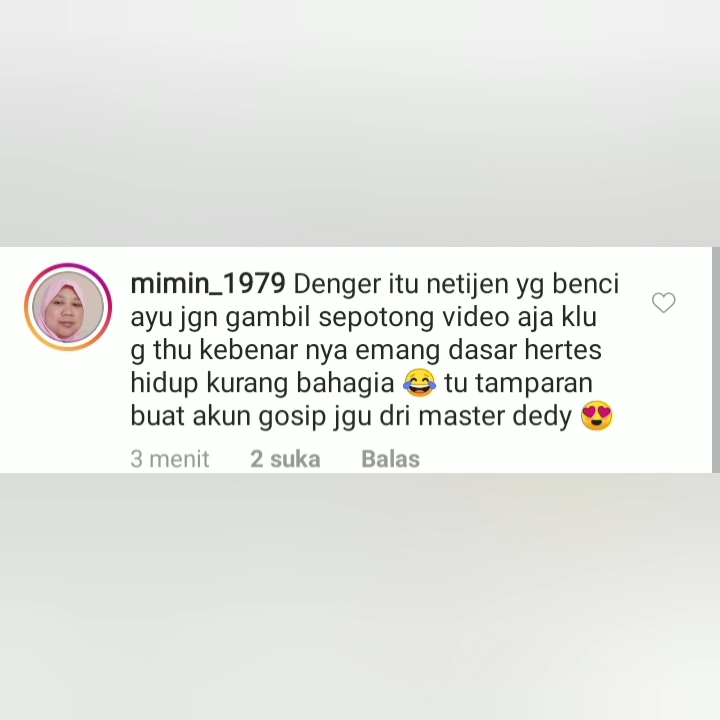 mimin_1979 Denger itu netijen yg benci
ayu jgn gambil sepotong video aja klu
g thu kebenar nya emang dasar hertes
hidup kurang bahagia 😂 tu tamparan
buat akun gosip jgu dri master dedy 😍
3 menit 2 suka Balas